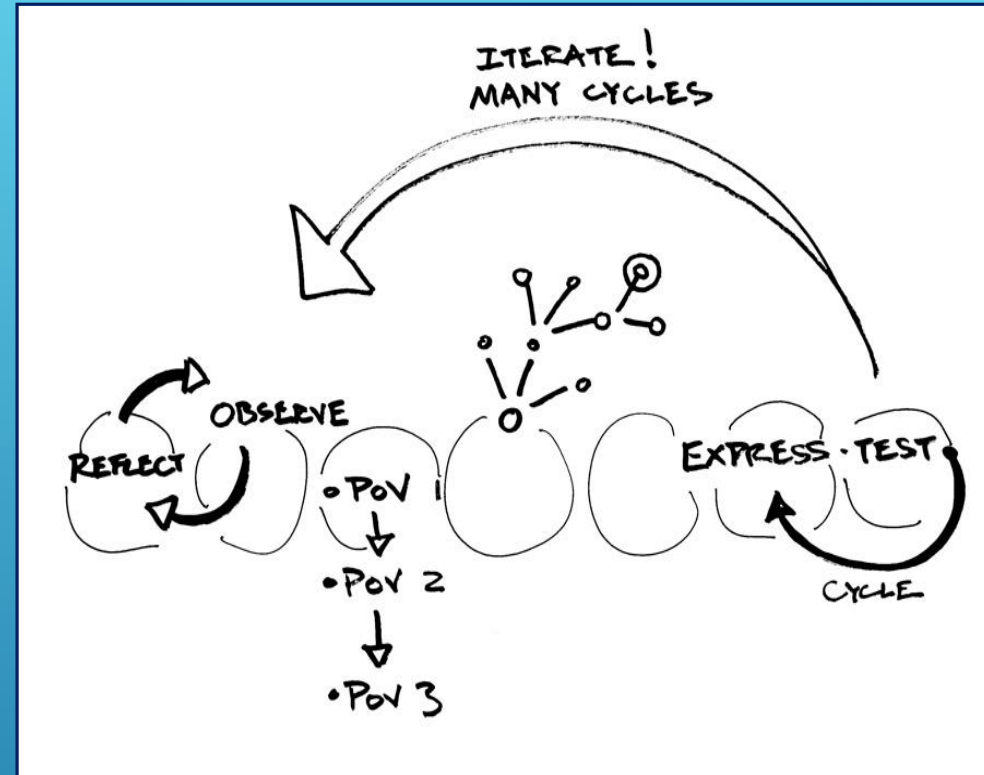 ITERATE!
MANY CYCLES
OBSERVE
REFLECT
EXPRESS · TEST
• POV 1
• POV 2
CYCLE
• POV 3